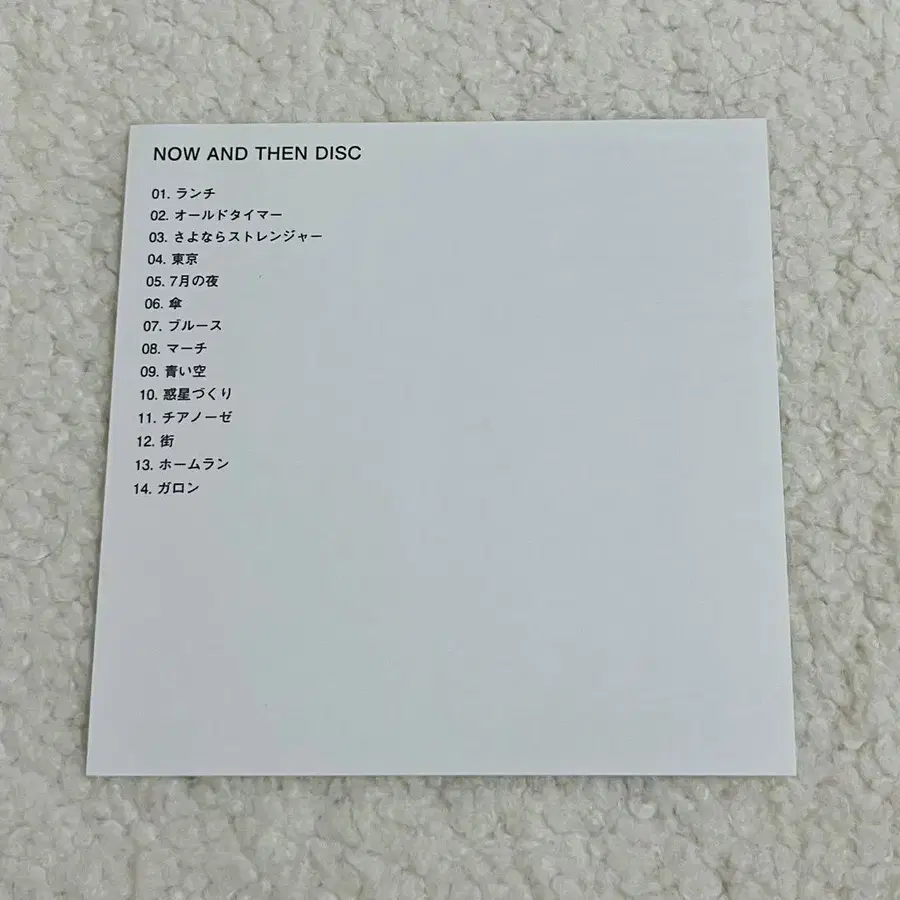 NOW AND THEN DISC
01. ランチ
02. オールドタイマー
03. さよならストレンジャー
04. 東京
05. 7月の夜
06. 傘
07. ブルース
08. マーチ
09. 青い空
10. 惑星づくり
11. チアノーゼ
12. 街
13. ホームラン
14. ガロン